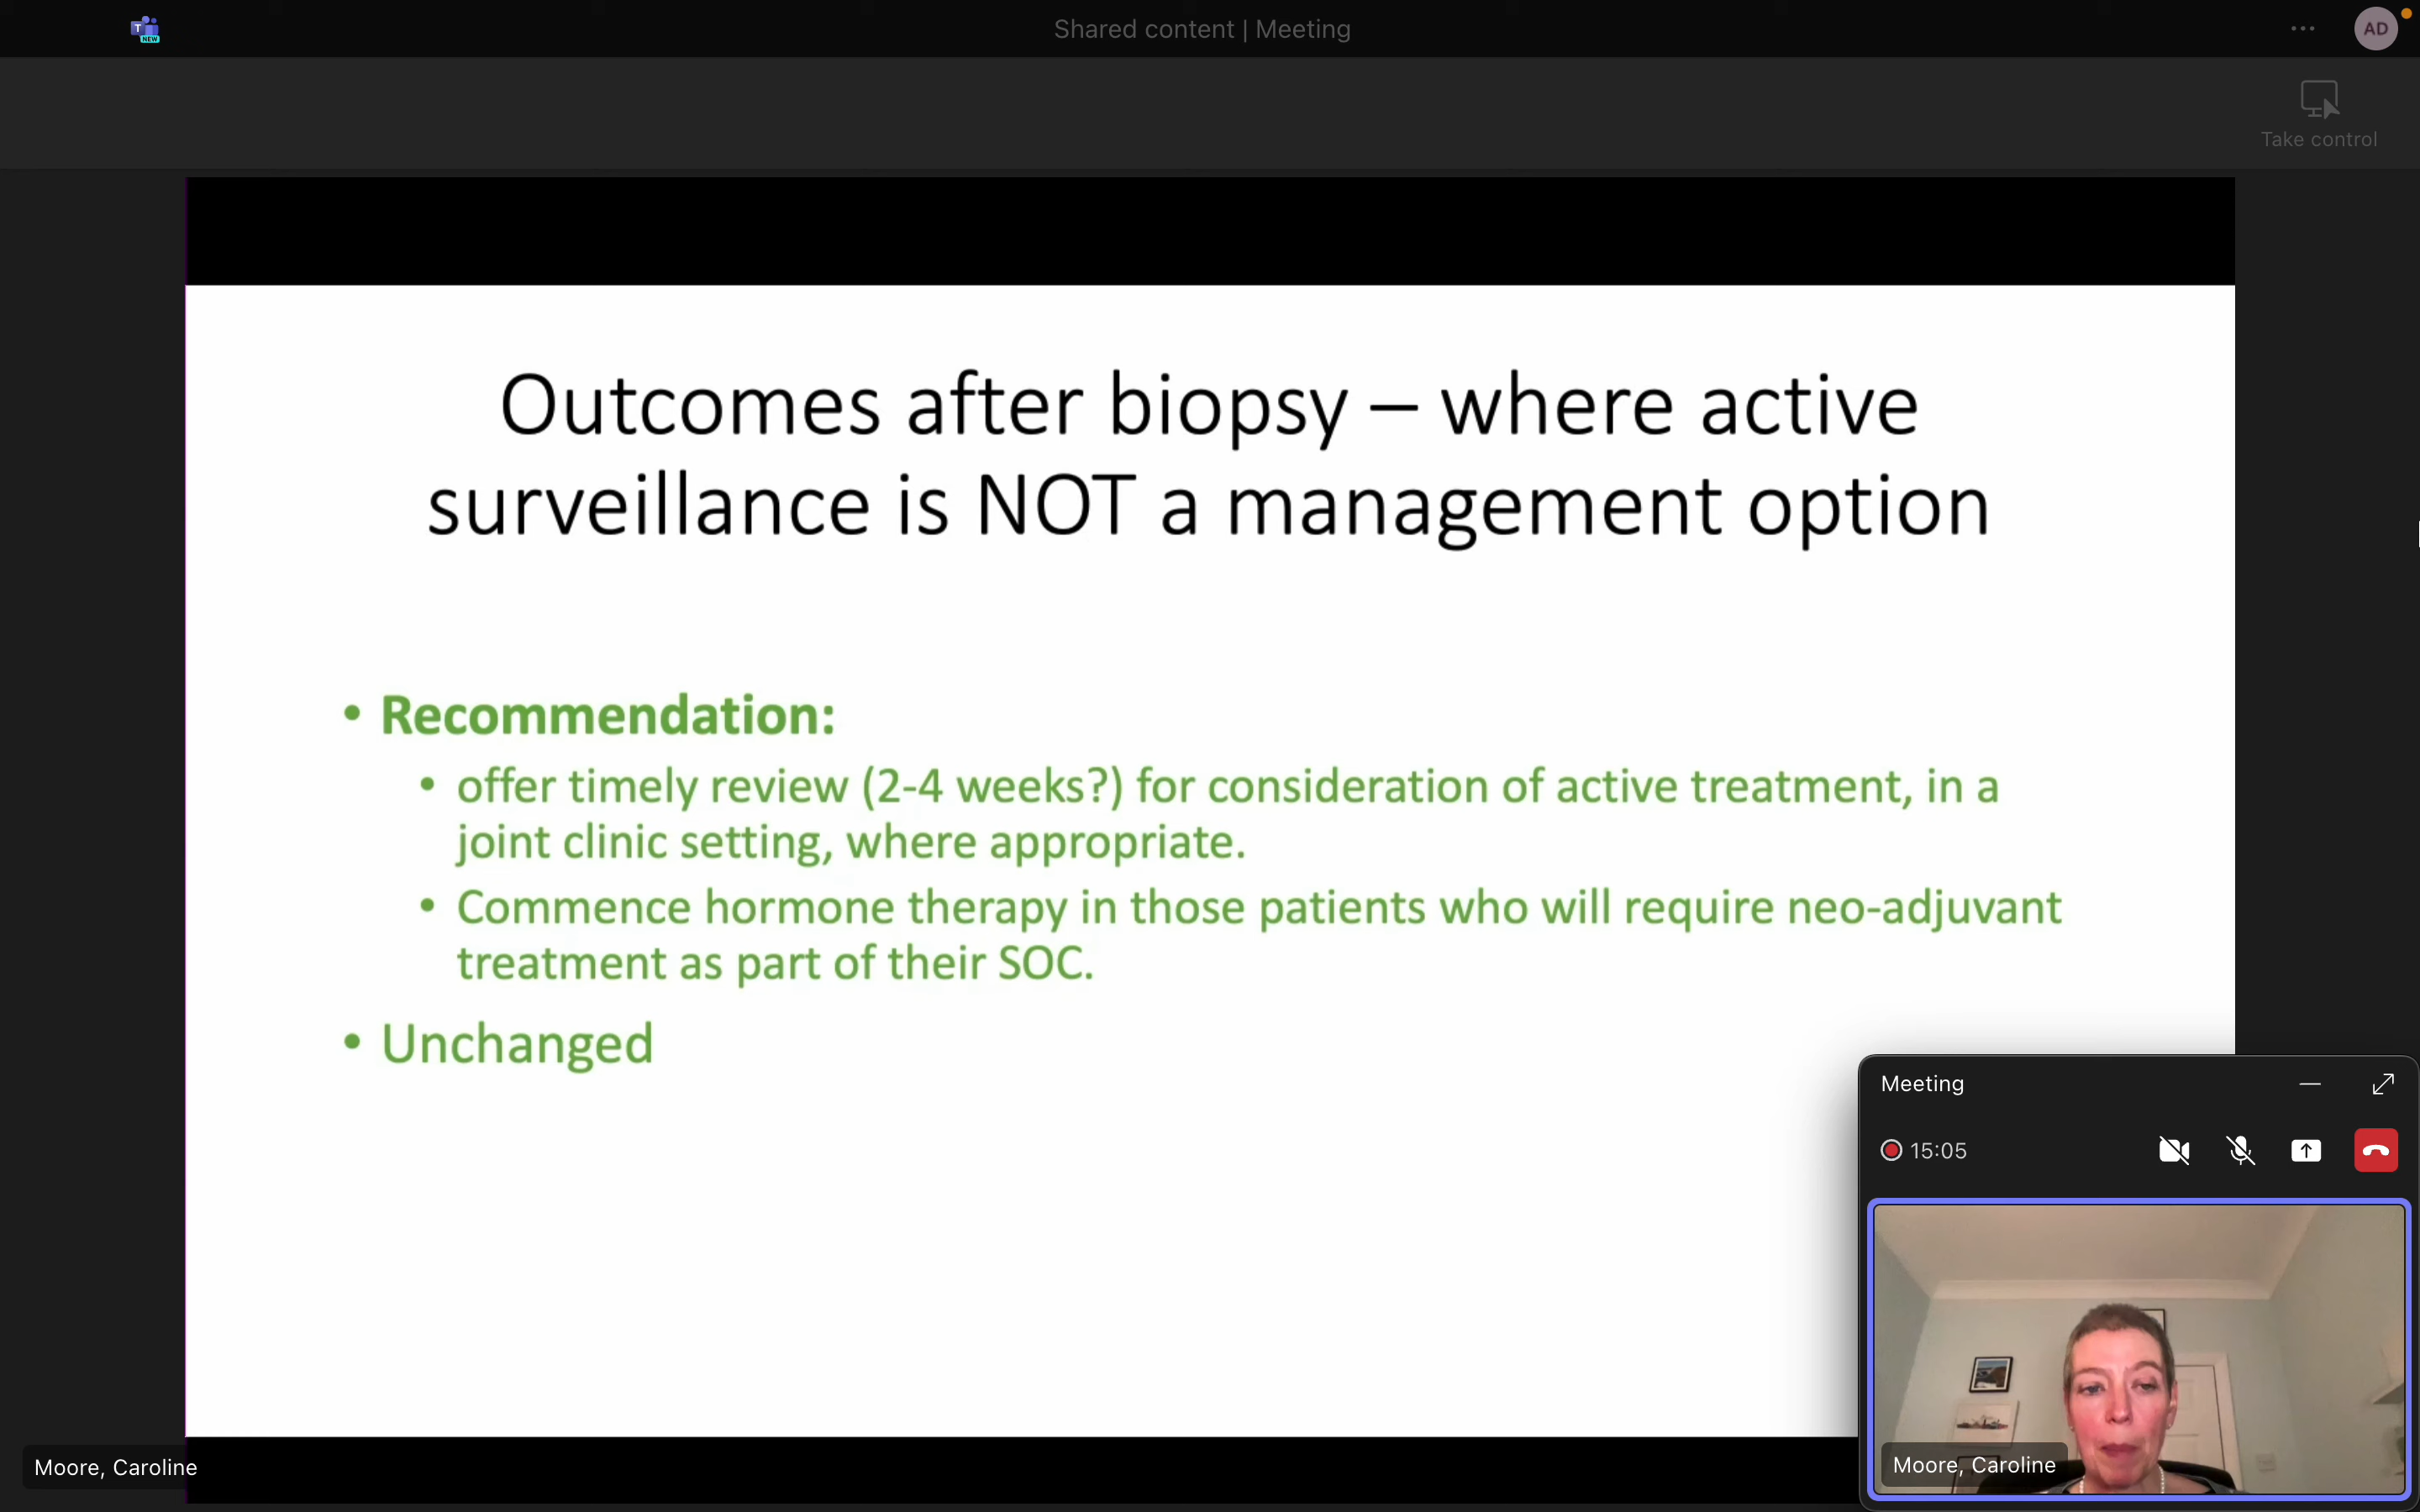 T
NEW
Shared content | Meeting
AD
Take control
Outcomes after biopsy – where active
surveillance is NOT a management option
• Recommendation:
• offer timely review (2-4 weeks?) for consideration of active treatment, in a
joint clinic setting, where appropriate.
• Commence hormone therapy in those patients who will require neo-adjuvant
treatment as part of their SOC.
• Unchanged
Meeting
15:05
Moore, Caroline
Moore, Caroline